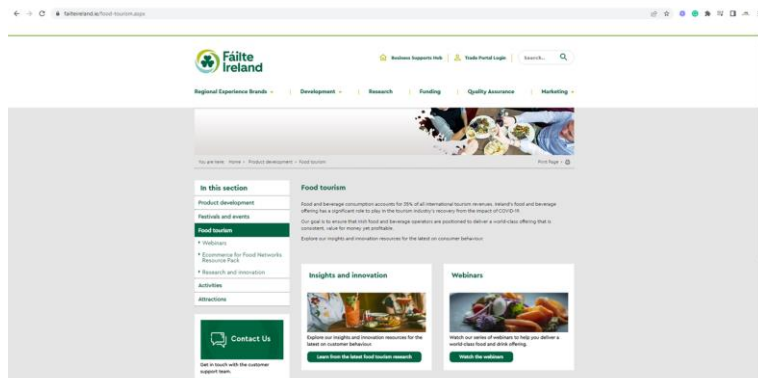 failteireland.ie/food-tourism.aspx
Fáilte
Ireland
Business Supports Hub
Trade Portal Login
Search...
Regional Experience Brands
Development
Research
Funding
Quality Assurance
Marketing
You are here: Home > Product development > Food tourism
Print Page
In this section
Product development
Festivals and events
Food tourism
Webinars
Ecommerce for Food Networks
Resource Pack
Research and innovation
Activities
Attractions
Contact Us
Get in touch with the customer
support team.
Food tourism
Food and beverage consumption accounts for 35% of all international tourism revenues. Ireland's food and beverage
offering has a significant role to play in the tourism industry's recovery from the impact of COVID-19.
Our goal is to ensure that Irish food and beverage operators are positioned to deliver a world-class offering that is
consistent, value for money yet profitable.
Explore our insights and innovation resources for the latest on consumer behaviour.
Insights and innovation
Explore our insights and innovation resources for the
latest on customer behaviour.
Learn from the latest food tourism research
Webinars
Watch our series of webinars to help you deliver a
world-class food and drink offering.
Watch the webinars